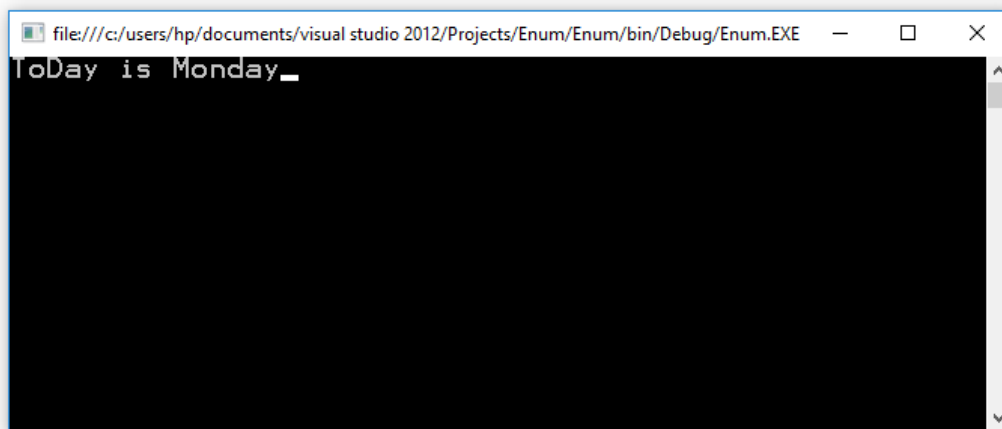 file:///c:/users/hp/documents/visual studio 2012/Projects/Enum/Enum/bin/Debug/Enum.EXE
ToDay is Monday